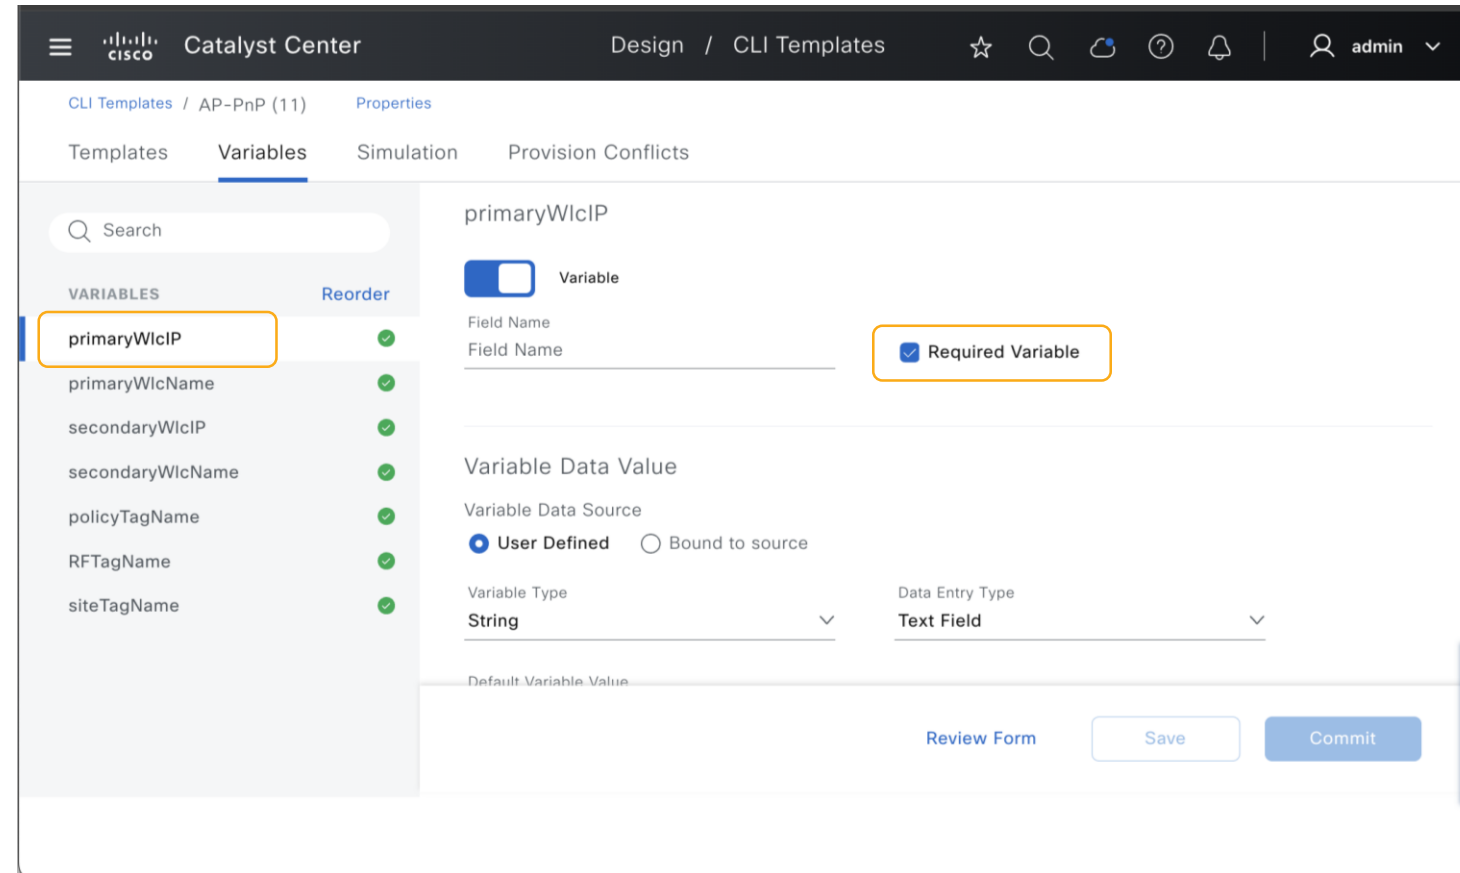 cisco Catalyst Center Design / CLI Templates admin
CLI Templates / AP-PnP (11) Properties
Templates Variables Simulation Provision Conflicts
Search
VARIABLES Reorder
primaryWlcIP
primaryWlcName
secondaryWlcIP
secondaryWlcName
policyTagName
RFTagName
siteTagName
primaryWlcIP
Variable
Field Name
Field Name
Required Variable
Variable Data Value
Variable Data Source
User Defined Bound to source
Variable Type Data Entry Type
String Text Field
Default Variable Value
Review Form Save Commit